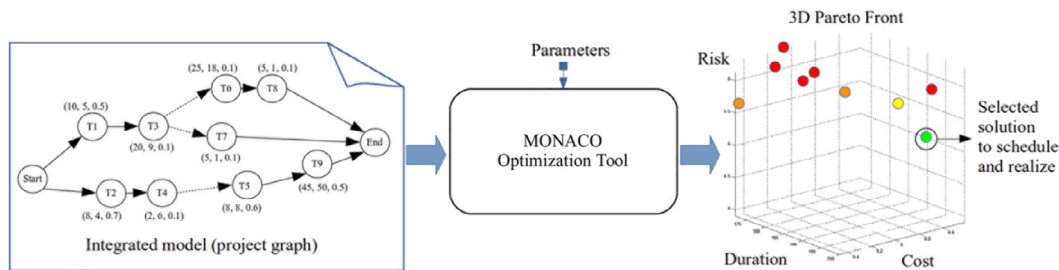 (25, 18, 0.1)
(5, 1, 0.1)
T6
T8
(10, 5, 0.5)
T1
T3
(20, 9, 0.1)
T7
(5, 1, 0.1)
End
Start
T9
(45, 50, 0.5)
T2
T4
T5
(8, 4, 0.7)
(2, 6, 0.1)
(8, 8, 0.6)
Integrated model (project graph)
Parameters
MONACO
Optimization Tool
3D Pareto Front
Risk
Selected
solution
to schedule
and realize
Duration
Cost